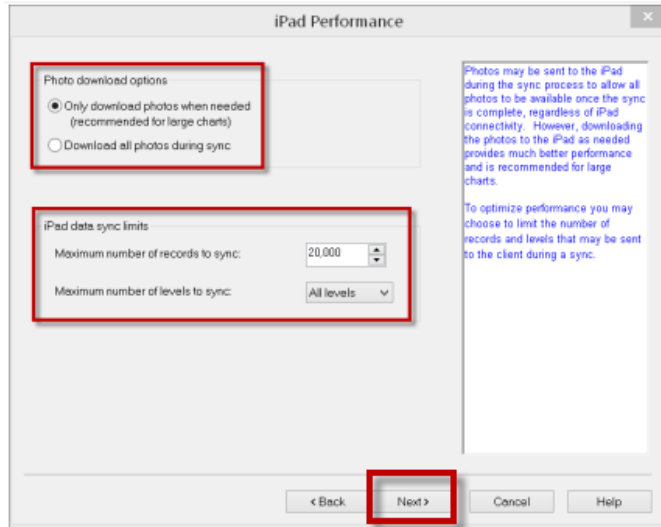 iPad Performance
Photo download options
Only download photos when needed
(recommended for large charts)
Download all photos during sync
iPad data sync limits
Maximum number of records to sync:
20,000
Maximum number of levels to sync:
All levels
Photos may be sent to the iPad
during the sync process to allow all
photos to be available once the sync
is complete, regardless of iPad
connectivity. However, downloading
the photos to the iPad as needed
provides much better performance
and is recommended for large
charts.
To optimize performance you may
choose to limit the number of
records and levels that may be sent
to the client during a sync.
< Back
Next >
Cancel
Help